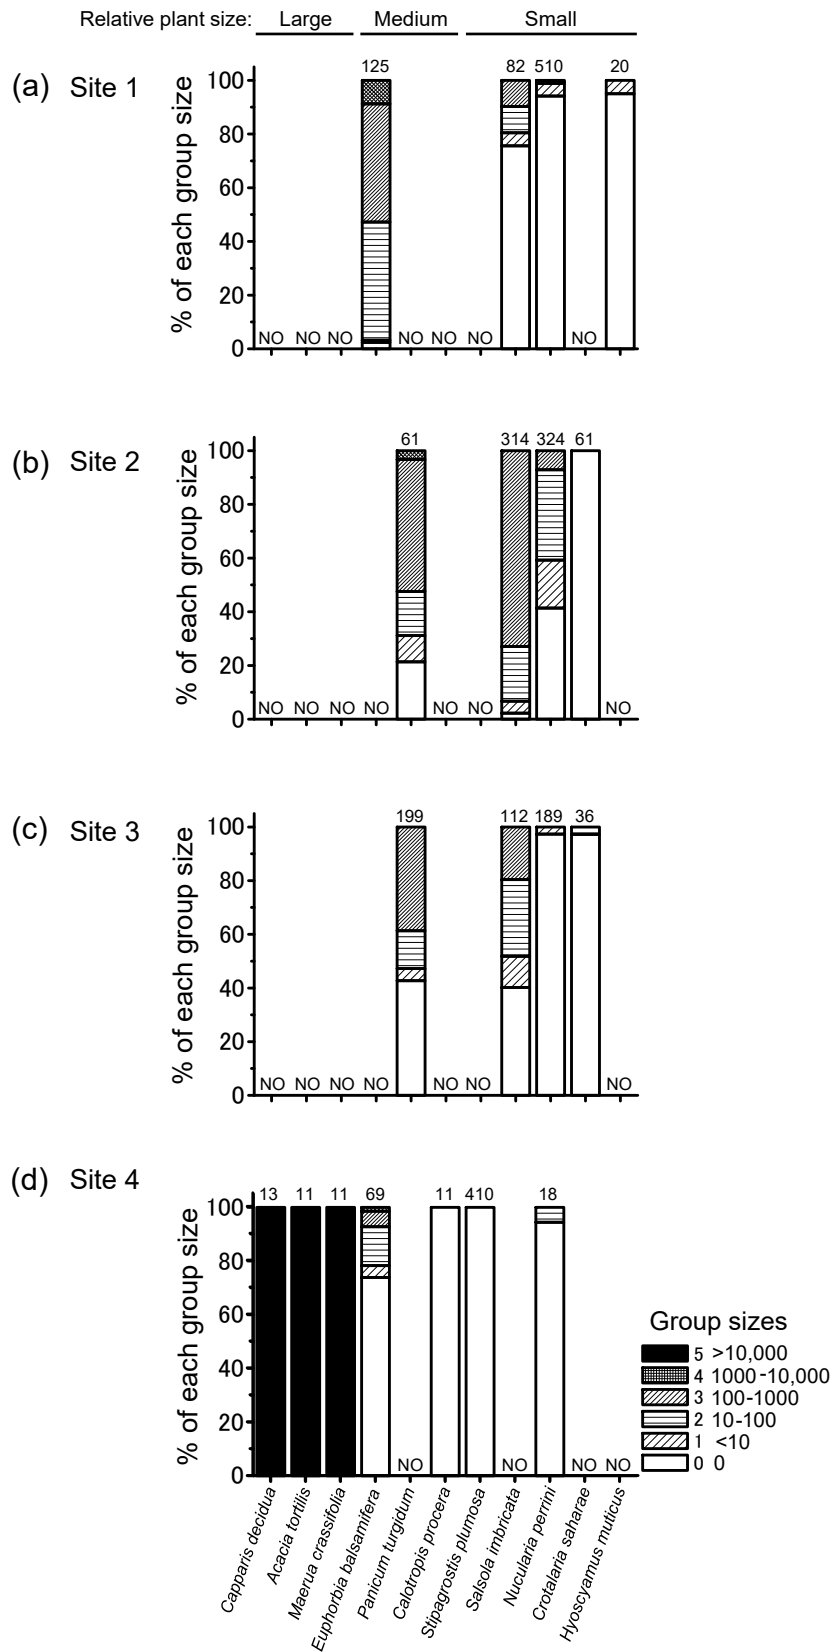 Relative plant size: Large Medium Small
(a) Site 1
% of each group size
100
80
60
40
20
0
125 82 510 20
NO NO NO NO NO NO NO
(b) Site 2
% of each group size
100
80
60
40
20
0
61 314 324 61
NO NO NO NO NO NO NO
(c) Site 3
% of each group size
100
80
60
40
20
0
199 112 189 36
NO NO NO NO NO NO NO
(d) Site 4
% of each group size
100
80
60
40
20
0
13 11 11 69 11 410 18
NO NO NO NO
Group sizes
5 >10,000
4 1000-10,000
3 100-1000
2 10-100
1 <10
0 0
Capparis decidua
Acacia tortilis
Maerua crassifolia
Euphorbia balsamifera
Panicum turgidum
Calotropis procera
Stipagrostis plumosa
Salsola imbricata
Nucularia perrini
Crotalaria saharae
Hyoscyamus muticus